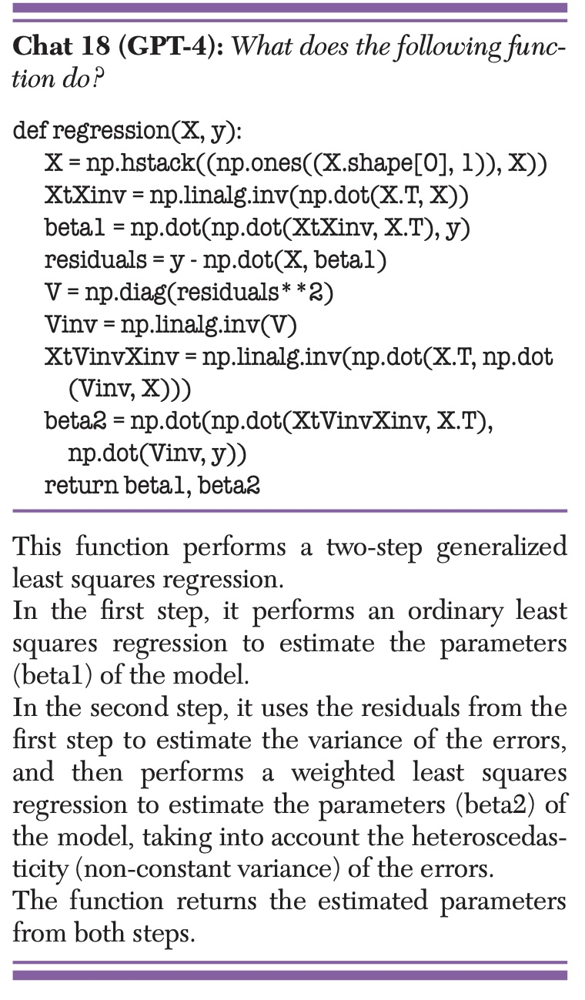 Chat 18 (GPT-4): What does the following func-
tion do?
def regression(X, y):
X = np.hstack((np.ones((X.shape[0], 1)), X))
XtXinv = np.linalg.inv(np.dot(X.T, X))
beta1 = np.dot(np.dot(XtXinv, X.T), y)
residuals = y - np.dot(X, beta1)
V = np.diag(residuals**2)
Vinv = np.linalg.inv(V)
XtVinvXinv = np.linalg.inv(np.dot(X.T, np.dot
(Vinv, X)))
beta2 = np.dot(np.dot(XtVinvXinv, X.T),
np.dot(Vinv, y))
return beta1, beta2
This function performs a two-step generalized
least squares regression.
In the first step, it performs an ordinary least
squares regression to estimate the parameters
(beta1) of the model.
In the second step, it uses the residuals from the
first step to estimate the variance of the errors,
and then performs a weighted least squares
regression to estimate the parameters (beta2) of
the model, taking into account the heteroscedas-
ticity (non-constant variance) of the errors.
The function returns the estimated parameters
from both steps.